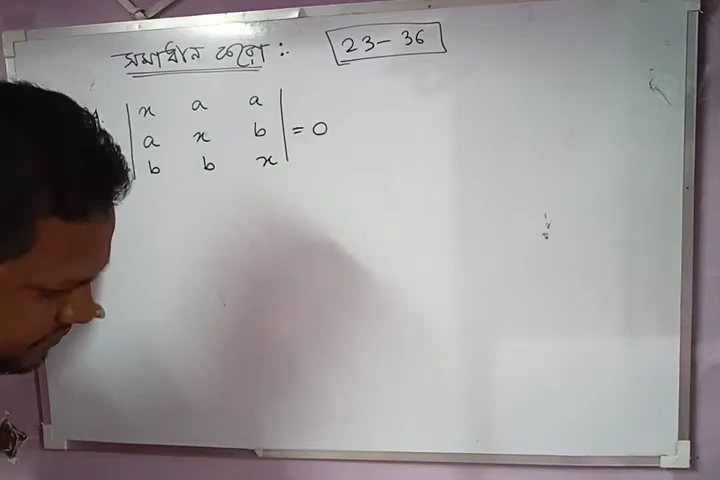 সমাধান করো :
23 – 36
x a a
a x b = 0
b b x